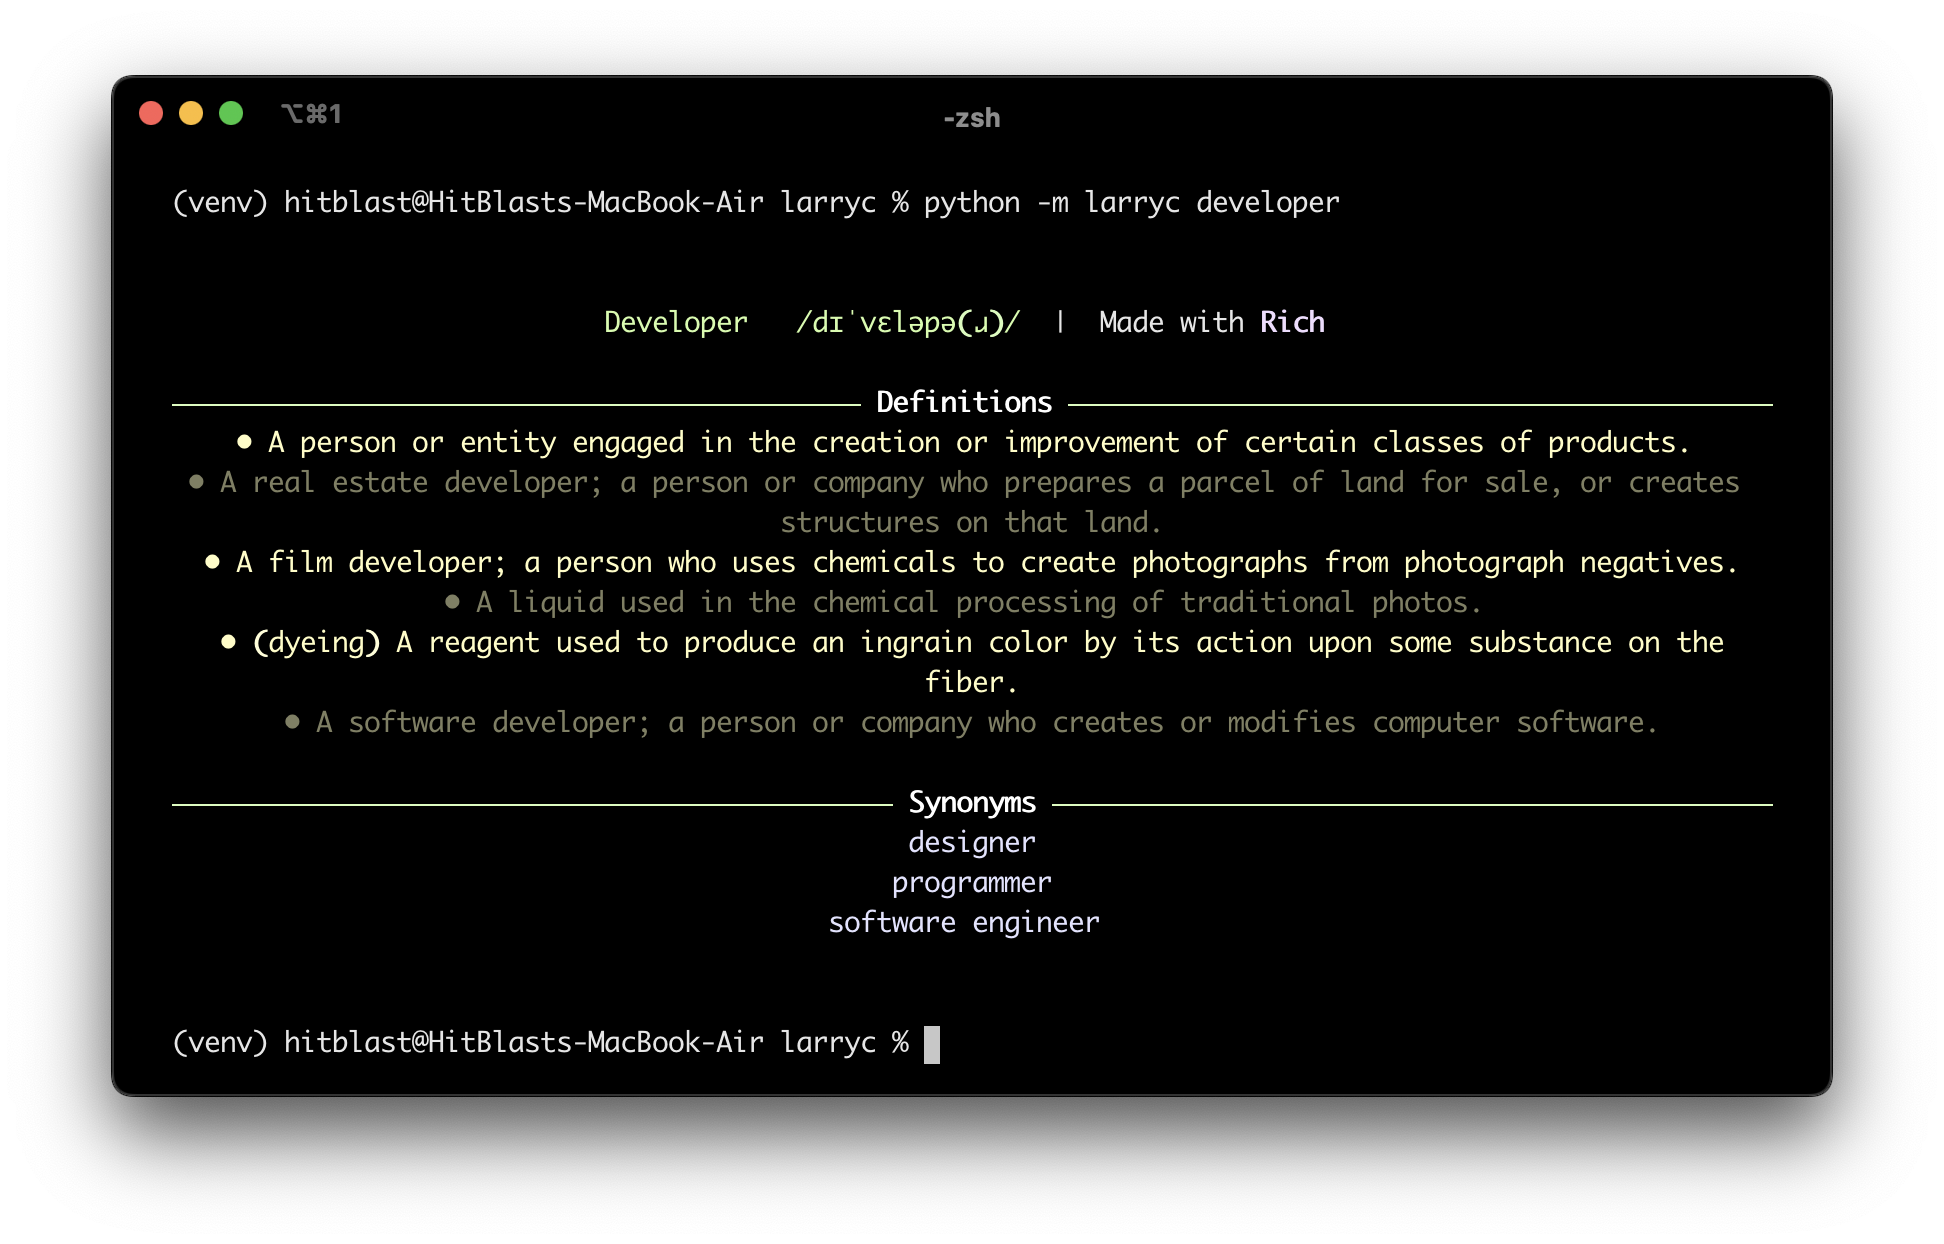 ⌥⌘1
-zsh
(venv) hitblast@HitBlasts-MacBook-Air larryc % python -m larryc developer
Developer   /dɪˈvɛləpə(ɹ)/  |  Made with Rich
Definitions
● A person or entity engaged in the creation or improvement of certain classes of products.
● A real estate developer; a person or company who prepares a parcel of land for sale, or creates
structures on that land.
● A film developer; a person who uses chemicals to create photographs from photograph negatives.
● A liquid used in the chemical processing of traditional photos.
● (dyeing) A reagent used to produce an ingrain color by its action upon some substance on the
fiber.
● A software developer; a person or company who creates or modifies computer software.
Synonyms
designer
programmer
software engineer
(venv) hitblast@HitBlasts-MacBook-Air larryc %